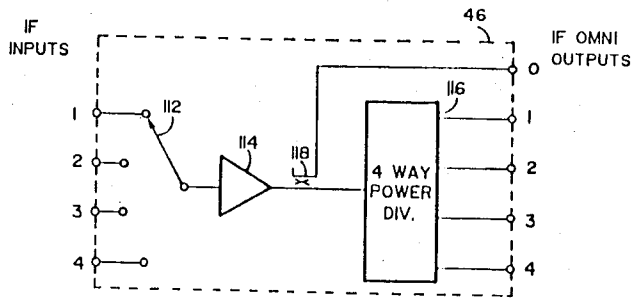 46
IF INPUTS
IF OMNI OUTPUTS
0
112
114
118
116
1
2
3
4
4 WAY
POWER
DIV.
1
2
3
4